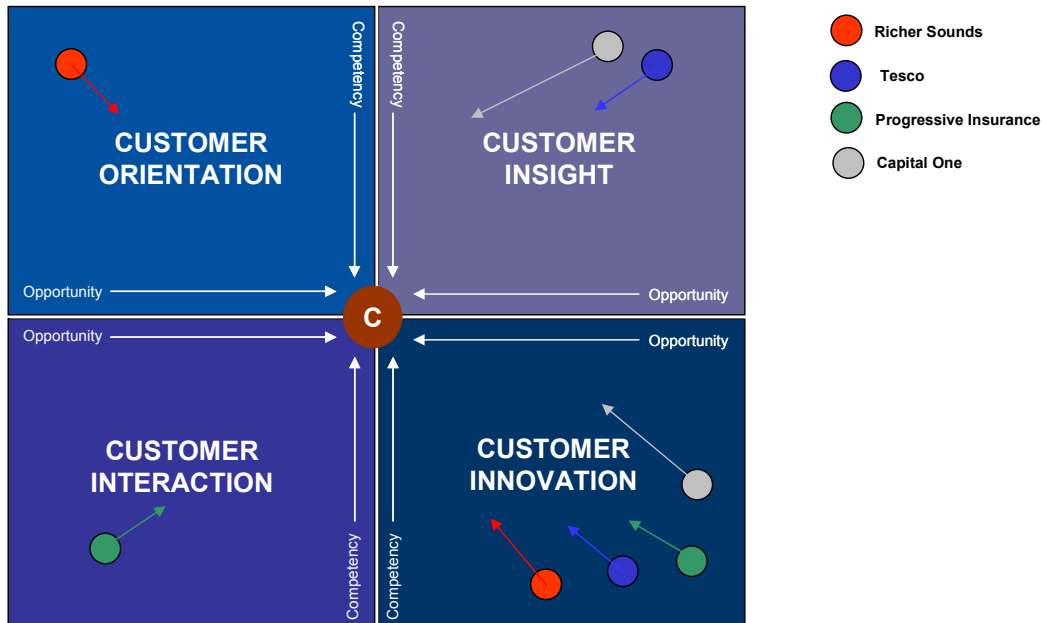 Competency
Competency
CUSTOMER
ORIENTATION
CUSTOMER
INSIGHT
Opportunity
Opportunity
C
Opportunity
Opportunity
CUSTOMER
INTERACTION
CUSTOMER
INNOVATION
Competency
Competency
Richer Sounds
Tesco
Progressive Insurance
Capital One